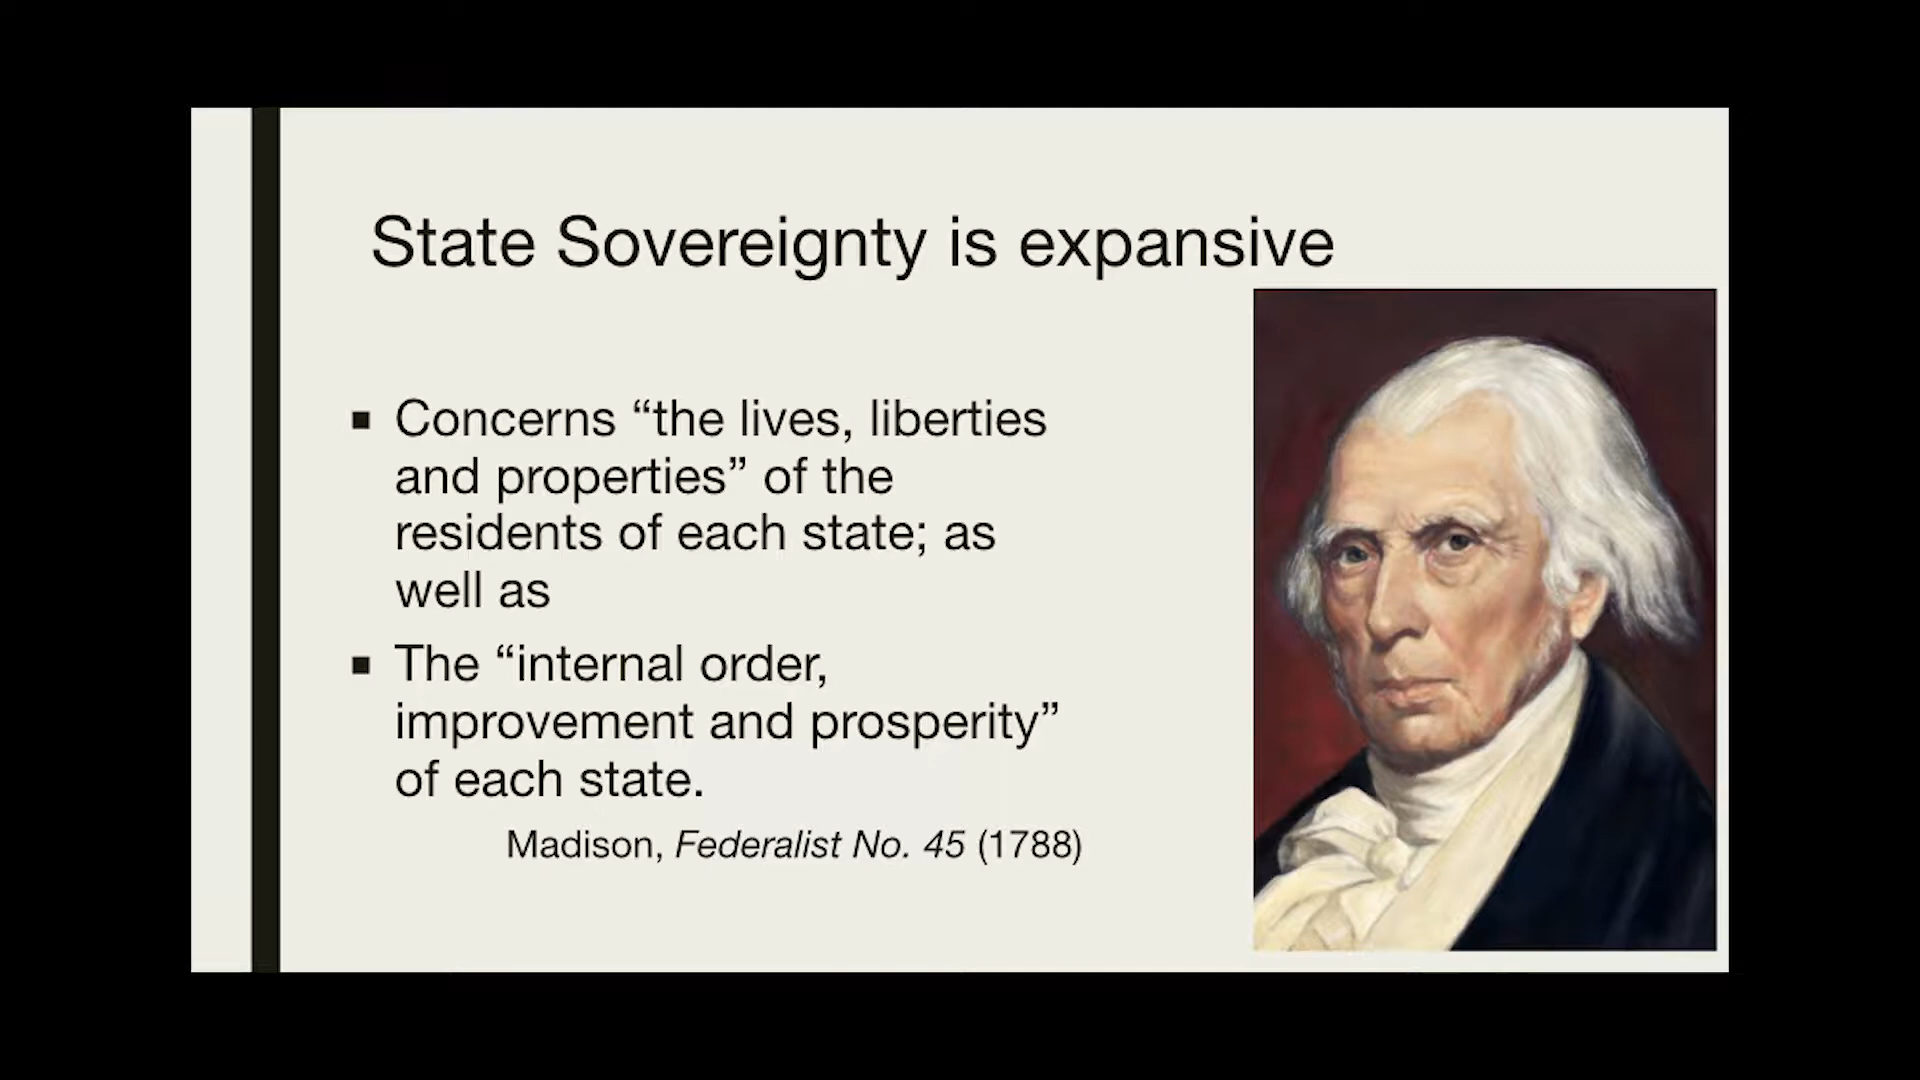 State Sovereignty is expansive
■ Concerns “the lives, liberties
and properties” of the
residents of each state; as
well as
■ The “internal order,
improvement and prosperity”
of each state.
Madison, Federalist No. 45 (1788)